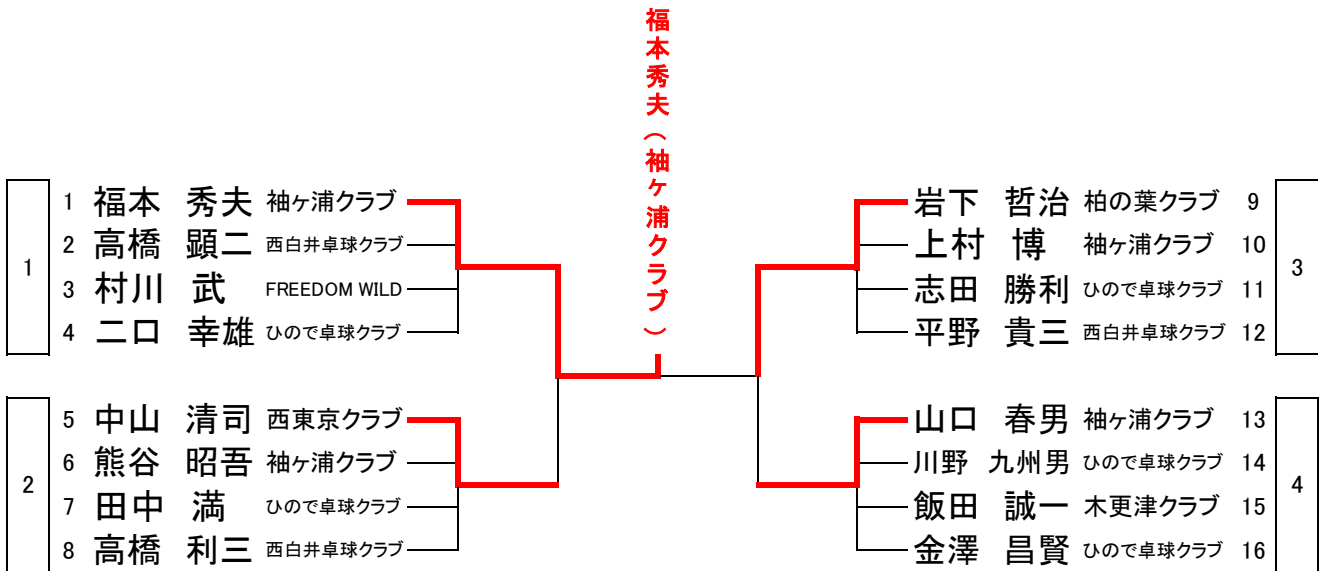 福本秀夫(袖ヶ浦クラブ)
1
1 福本 秀夫 袖ヶ浦クラブ
2 高橋 顕二 西白井卓球クラブ
3 村川 武 FREEDOM WILD
4 二口 幸雄 ひので卓球クラブ
2
5 中山 清司 西東京クラブ
6 熊谷 昭吾 袖ヶ浦クラブ
7 田中 満 ひので卓球クラブ
8 高橋 利三 西白井卓球クラブ
岩下 哲治 柏の葉クラブ 9
上村 博 袖ヶ浦クラブ 10
志田 勝利 ひので卓球クラブ 11
平野 貴三 西白井卓球クラブ 12
3
山口 春男 袖ヶ浦クラブ 13
川野 九州男 ひので卓球クラブ 14
飯田 誠一 木更津クラブ 15
金澤 昌賢 ひので卓球クラブ 16
4